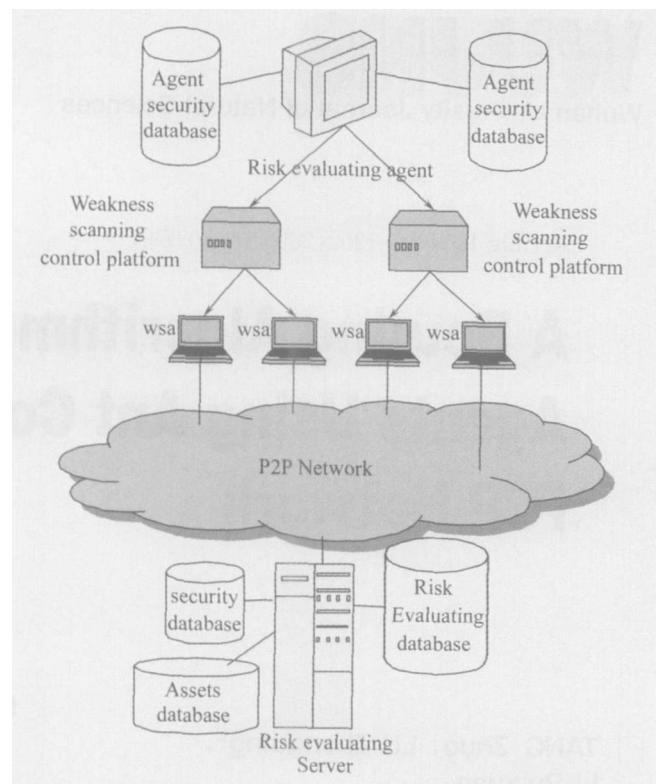 Agent
security
database
Agent
security
database
Risk evaluating agent
Weakness
scanning
control platform
Weakness
scanning
control platform
wsa
wsa
wsa
wsa
P2P Network
security
database
Risk
Evaluating
database
Assets
database
Risk evaluating
Server